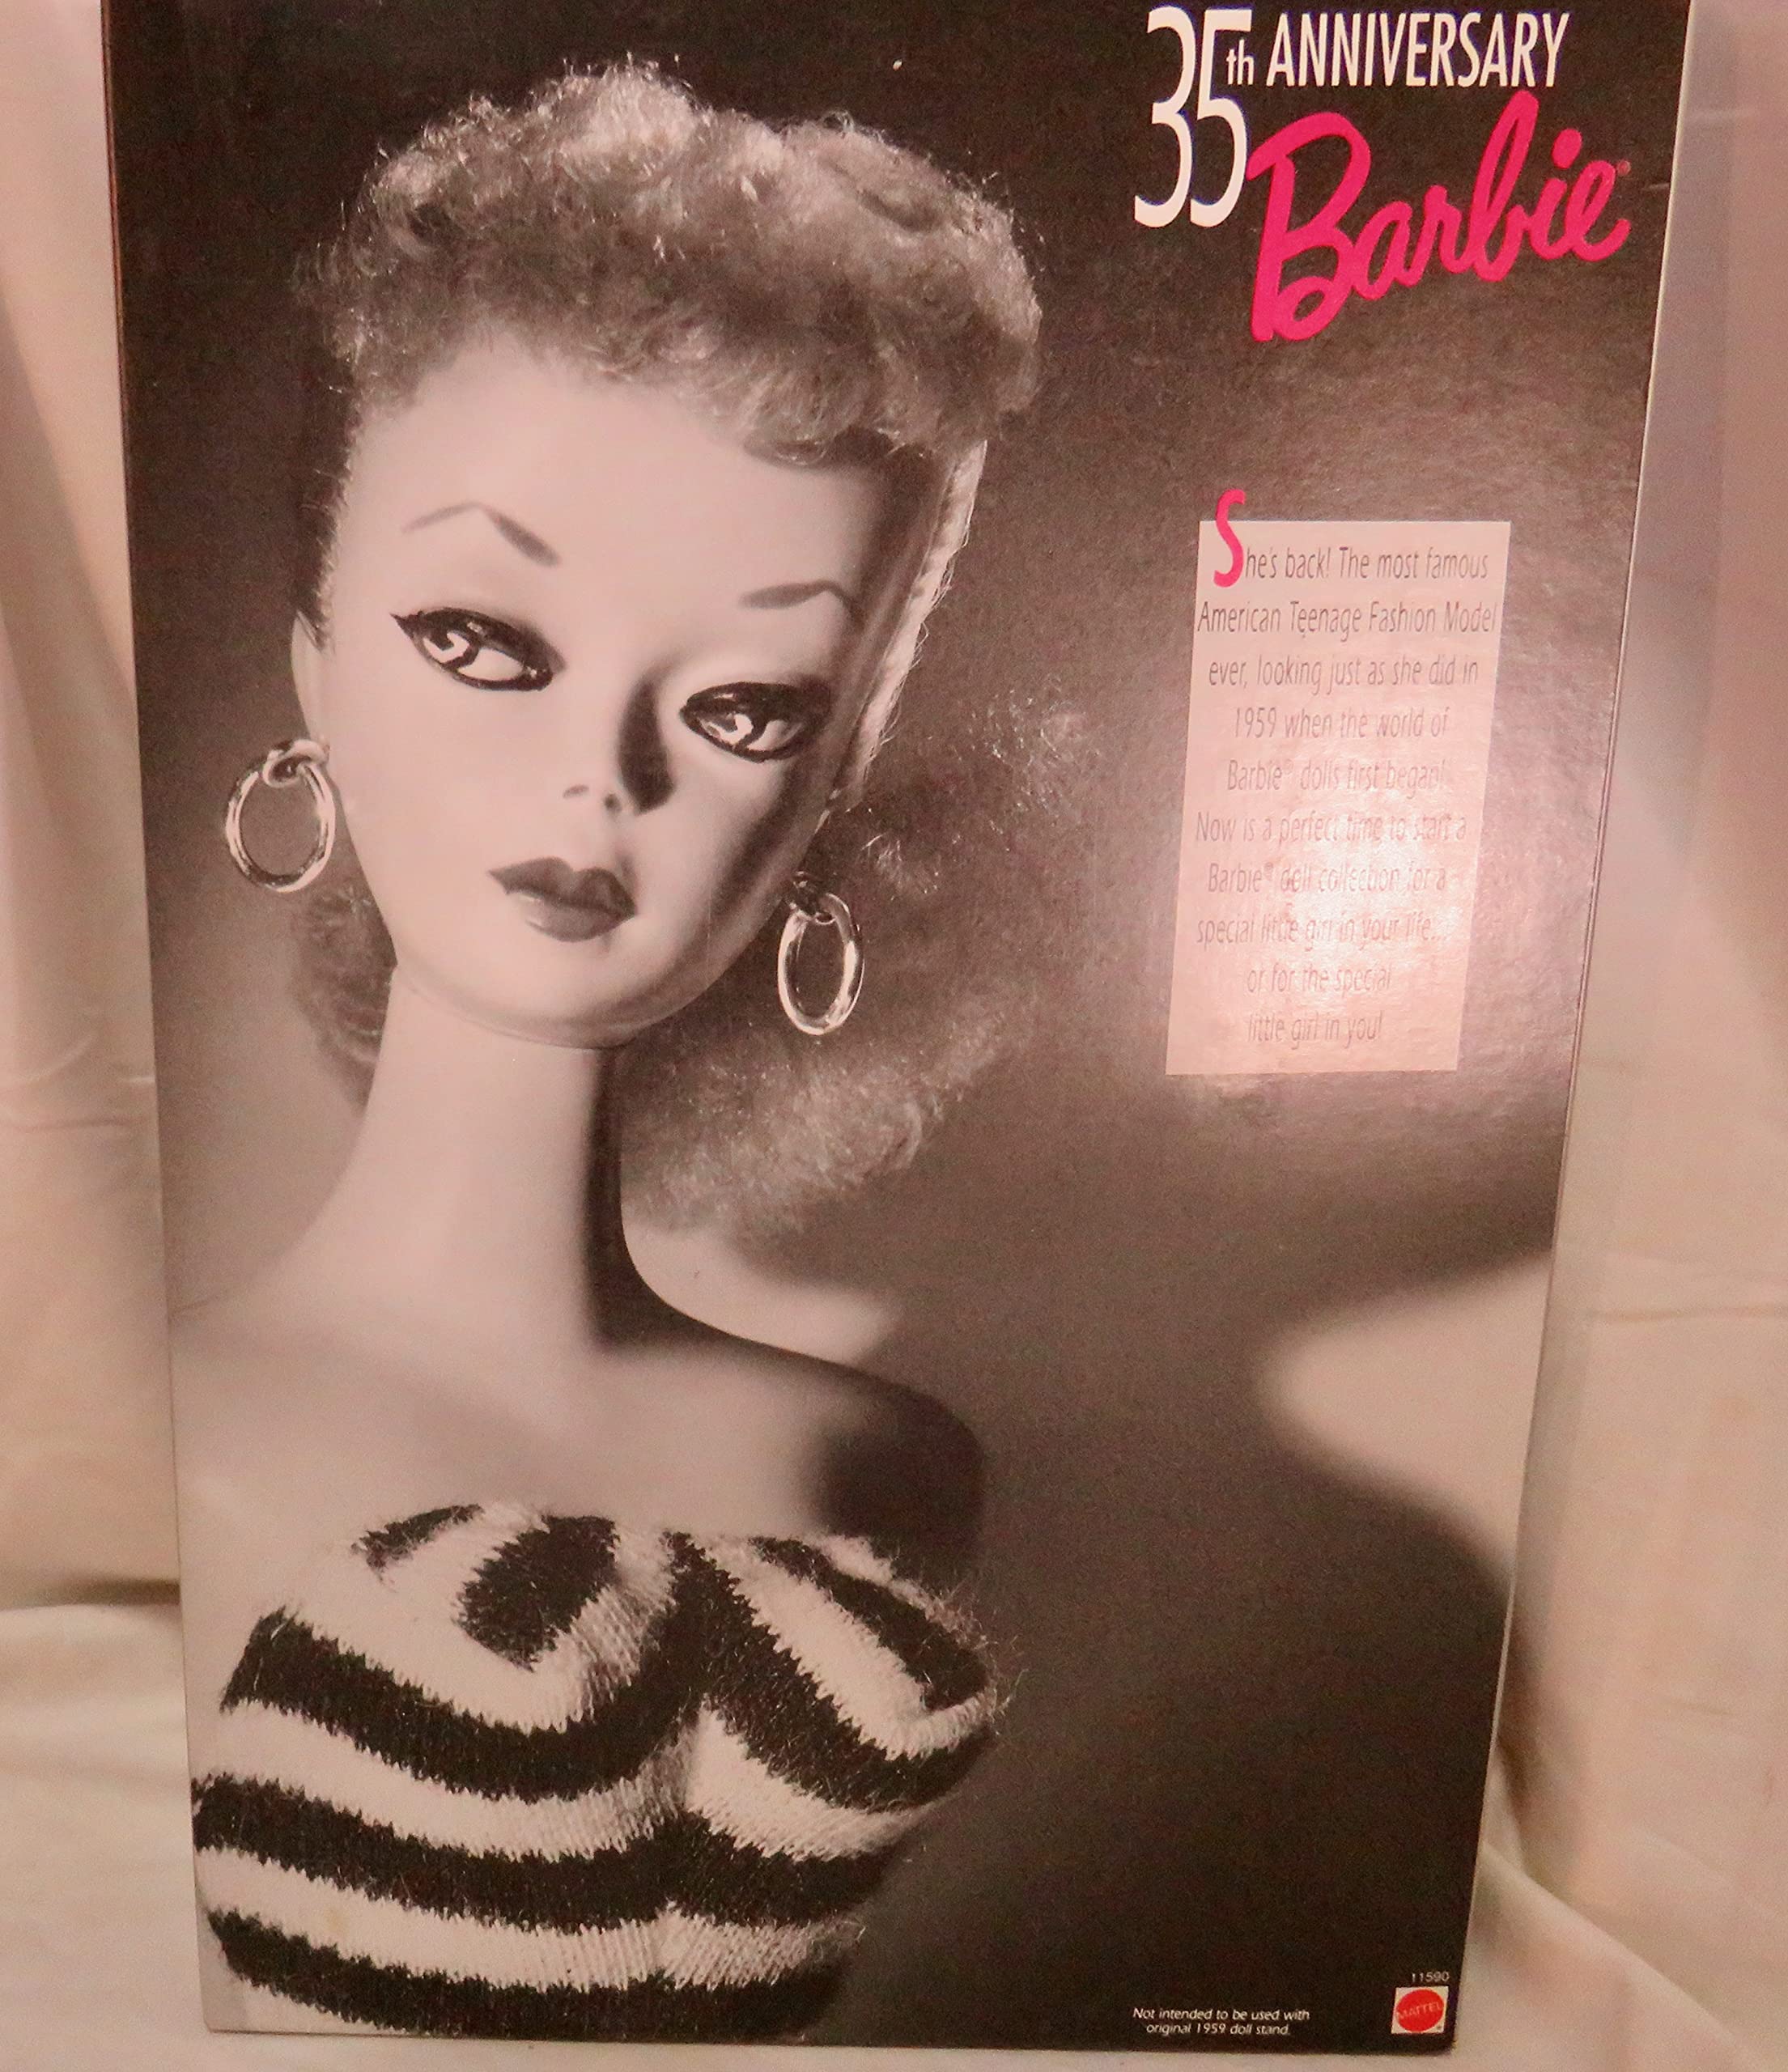 35th ANNIVERSARY
Barbie®
She's back! The most famous
American Teenage Fashion Model
ever, looking just as she did in
1959 when the world of
Barbie® dolls first began!
Now is a perfect time to start a
Barbie® doll collection for a
special little girl in your life...
or for the special
little girl in you!
11590
Not intended to be used with
original 1959 doll stand.
MATTEL